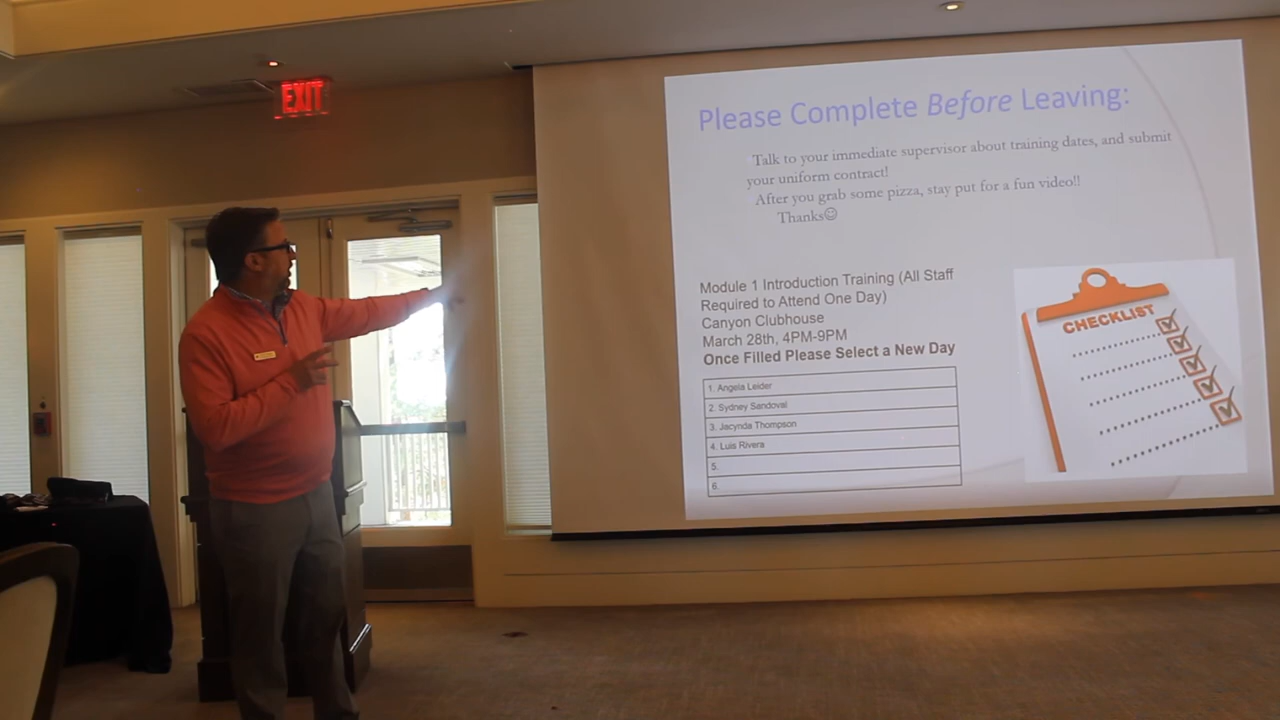 EXIT
Please Complete Before Leaving:
Talk to your immediate supervisor about training dates, and submit
your uniform contract!
After you grab some pizza, stay put for a fun video!!
Thanks☺
Module 1 Introduction Training (All Staff
Required to Attend One Day)
Canyon Clubhouse
March 28th, 4PM-9PM
Once Filled Please Select a New Day
1. Angela Leider
2. Sydney Sandoval
3. Jacynda Thompson
4. Luis Rivera
5.
6.
CHECKLIST